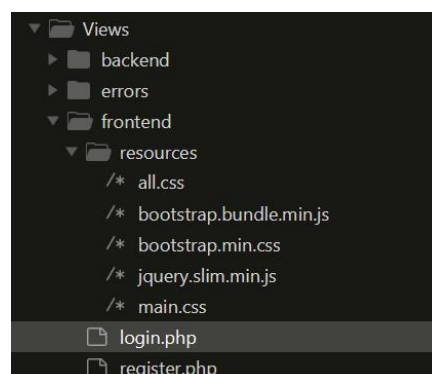 Views
backend
errors
frontend
resources
/* all.css
/* bootstrap.bundle.min.js
/* bootstrap.min.css
/* jquery.slim.min.js
/* main.css
login.php
register.php